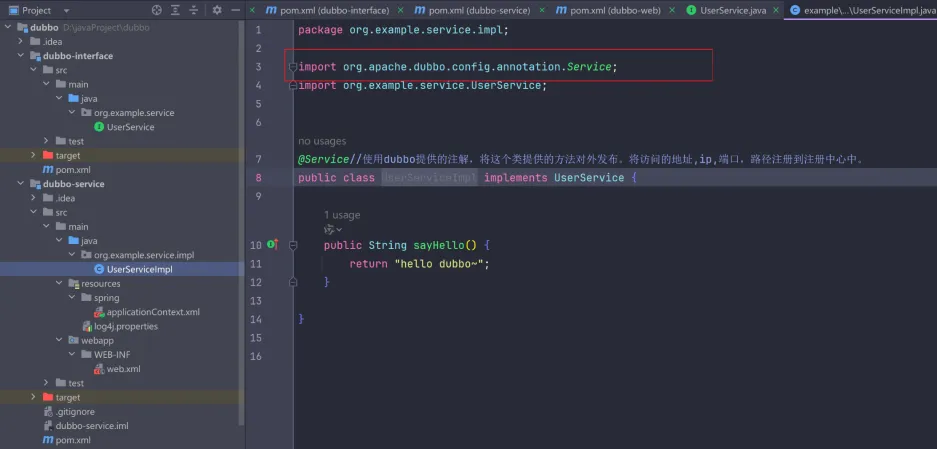 Project
pom.xml (dubbo-interface)
pom.xml (dubbo-service)
pom.xml (dubbo-web)
UserService.java
example\...\UserServiceImpl.java
dubbo D:\javaProject\dubbo
.idea
dubbo-interface
src
main
java
org.example.service
UserService
test
target
pom.xml
dubbo-service
.idea
src
main
java
org.example.service.impl
UserServiceImpl
resources
spring
applicationContext.xml
log4j.properties
webapp
WEB-INF
web.xml
test
target
.gitignore
dubbo-service.iml
pom.xml
1 package org.example.service.impl;
2
3 import org.apache.dubbo.config.annotation.Service;
4 import org.example.service.UserService;
5
6
no usages
7 @Service//使用dubbo提供的注解，将这个类提供的方法对外发布。将访问的地址,ip,端口，路径注册到注册中心中。
8 public class UserServiceImpl implements UserService {
9
1 usage
10 public String sayHello() {
11 return "hello dubbo~";
12 }
13
14 }
15
16